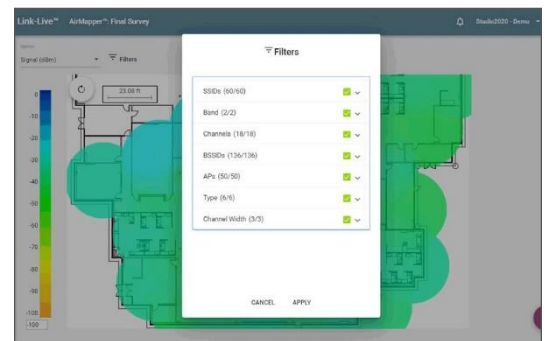 Link-Live™ AirMapper™: Final Survey
Studio2020 - Demo
Signal (dBm)
Filters
23.08 ft
0
-10
-20
-30
-40
-50
-60
-70
-80
-90
-100
-100
Filters
SSIDs (60/60)
Band (2/2)
Channels (18/18)
BSSIDs (136/136)
APs (50/50)
Type (6/6)
Channel Width (3/3)
CANCEL APPLY